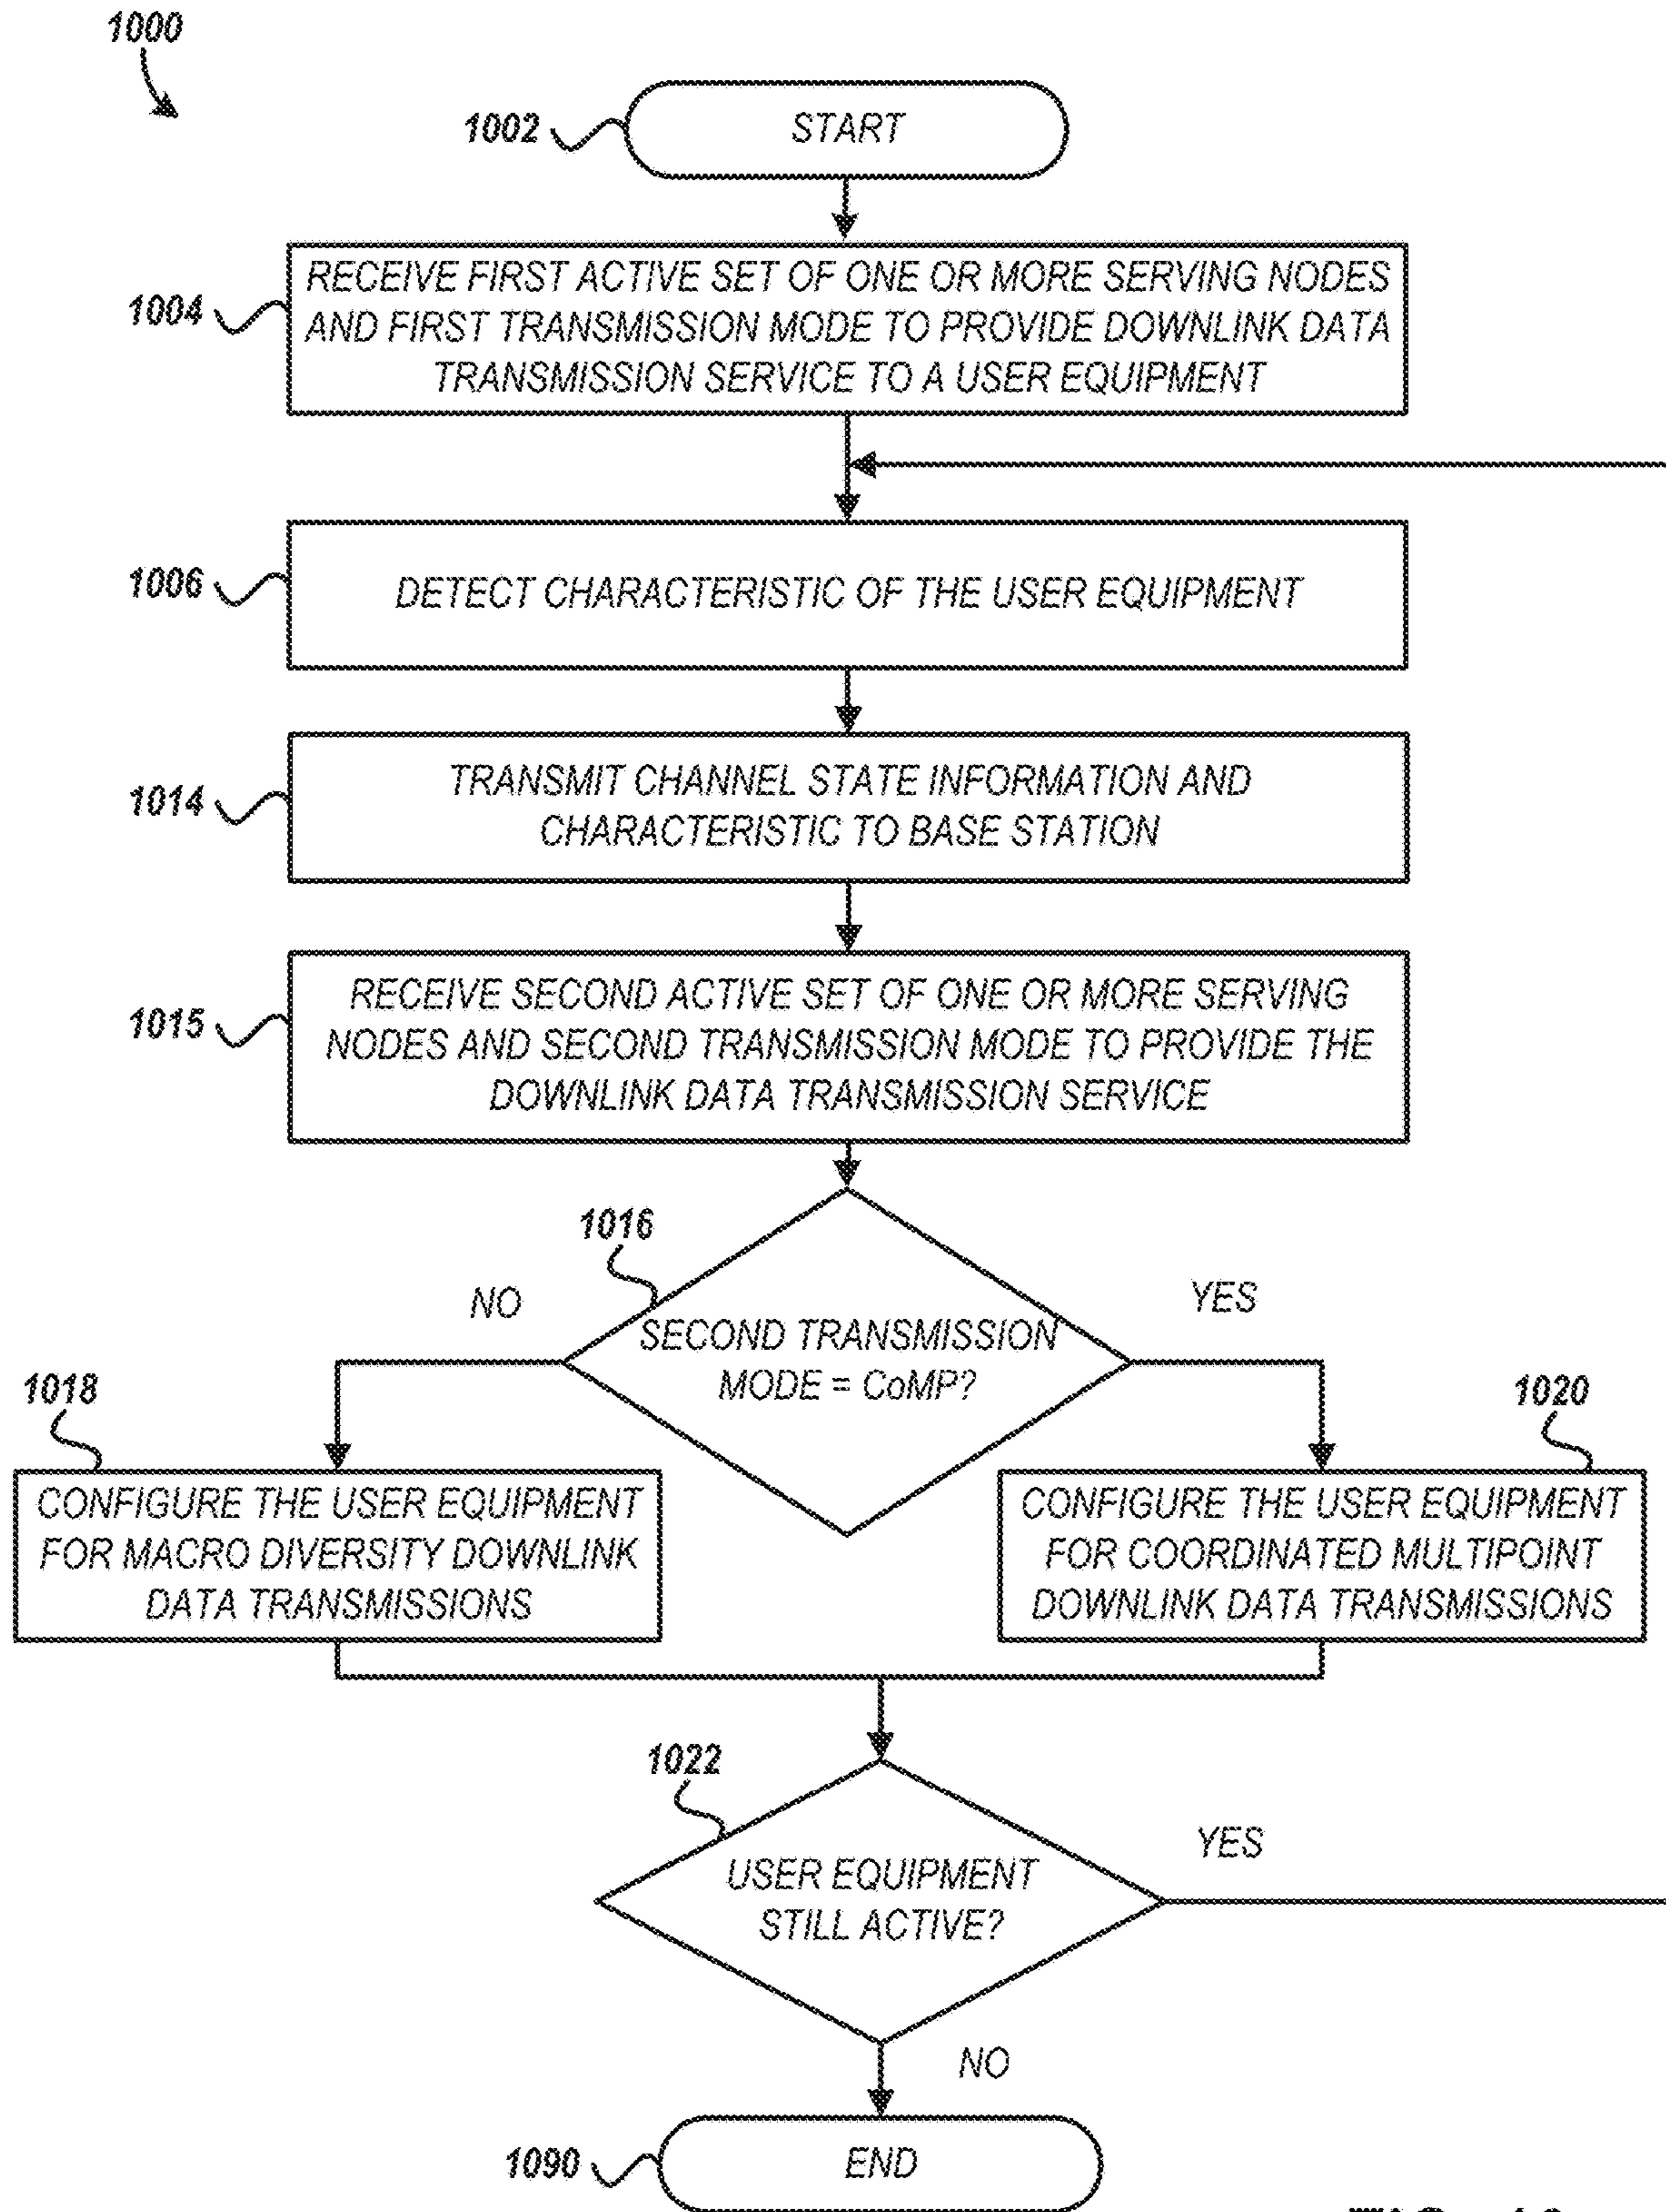 1000
1002
START
1004
RECEIVE FIRST ACTIVE SET OF ONE OR MORE SERVING NODES
AND FIRST TRANSMISSION MODE TO PROVIDE DOWNLINK DATA
TRANSMISSION SERVICE TO A USER EQUIPMENT
1006
DETECT CHARACTERISTIC OF THE USER EQUIPMENT
1014
TRANSMIT CHANNEL STATE INFORMATION AND
CHARACTERISTIC TO BASE STATION
1015
RECEIVE SECOND ACTIVE SET OF ONE OR MORE SERVING
NODES AND SECOND TRANSMISSION MODE TO PROVIDE THE
DOWNLINK DATA TRANSMISSION SERVICE
1016
NO
YES
SECOND TRANSMISSION
MODE = CoMP?
1018
CONFIGURE THE USER EQUIPMENT
FOR MACRO DIVERSITY DOWNLINK
DATA TRANSMISSIONS
1020
CONFIGURE THE USER EQUIPMENT
FOR COORDINATED MULTIPOINT
DOWNLINK DATA TRANSMISSIONS
1022
YES
USER EQUIPMENT
STILL ACTIVE?
NO
1090
END